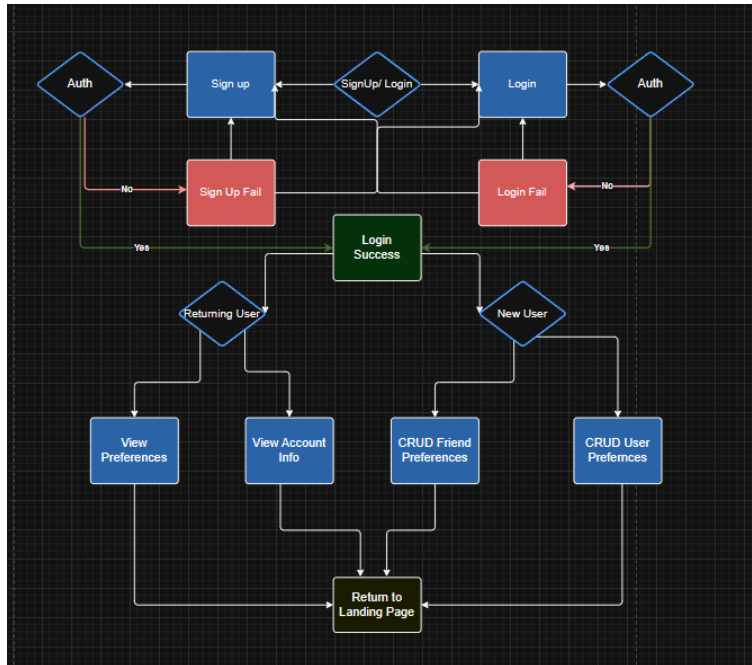 Auth
Sign up
SignUp/ Login
Login
Auth
No
Sign Up Fail
Login Fail
No
Yes
Login
Success
Yes
Returning User
New User
View
Preferences
View Account
Info
CRUD Friend
Preferences
CRUD User
Prefernces
Return to
Landing Page